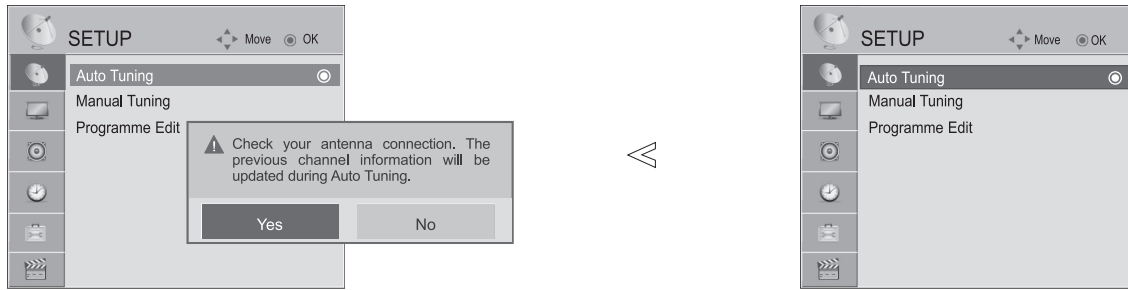 SETUP
Move OK
Auto Tuning
Manual Tuning
Programme Edit
Check your antenna connection. The
previous channel information will be
updated during Auto Tuning.
Yes No
SETUP
Move OK
Auto Tuning
Manual Tuning
Programme Edit